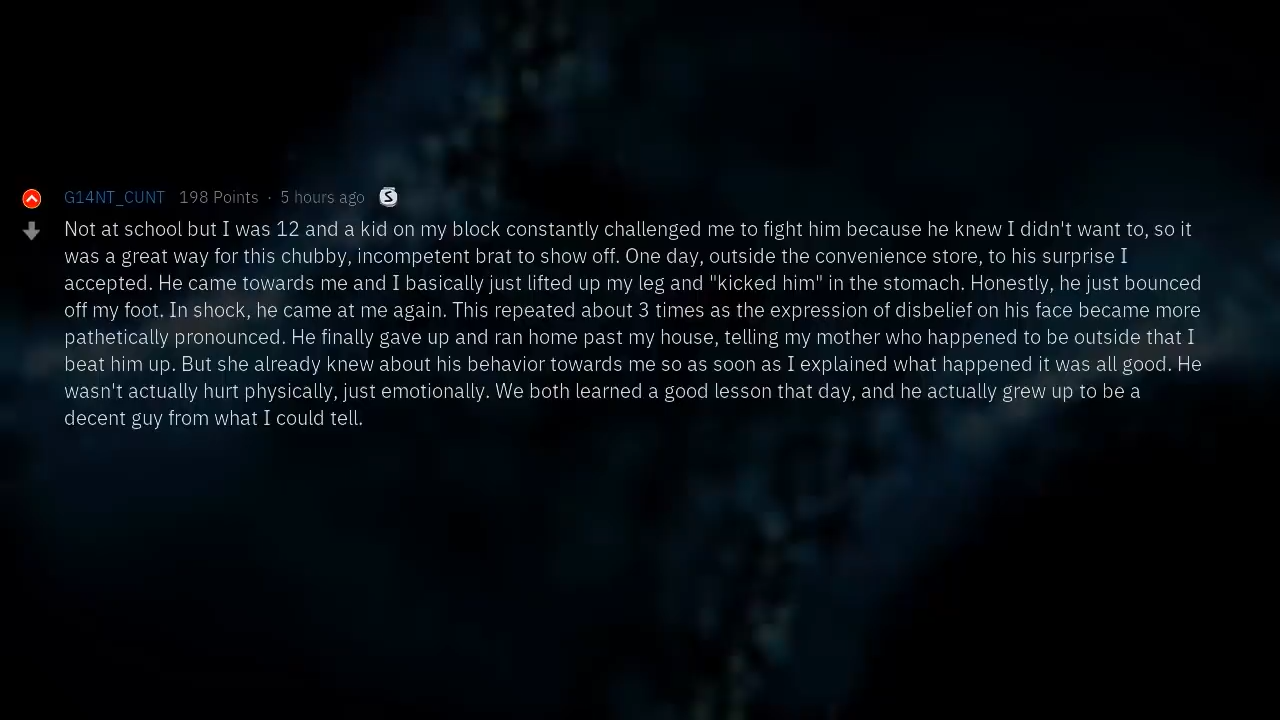 G14NT_CUNT 198 Points · 5 hours ago S
Not at school but I was 12 and a kid on my block constantly challenged me to fight him because he knew I didn't want to, so it
was a great way for this chubby, incompetent brat to show off. One day, outside the convenience store, to his surprise I
accepted. He came towards me and I basically just lifted up my leg and "kicked him" in the stomach. Honestly, he just bounced
off my foot. In shock, he came at me again. This repeated about 3 times as the expression of disbelief on his face became more
pathetically pronounced. He finally gave up and ran home past my house, telling my mother who happened to be outside that I
beat him up. But she already knew about his behavior towards me so as soon as I explained what happened it was all good. He
wasn't actually hurt physically, just emotionally. We both learned a good lesson that day, and he actually grew up to be a
decent guy from what I could tell.